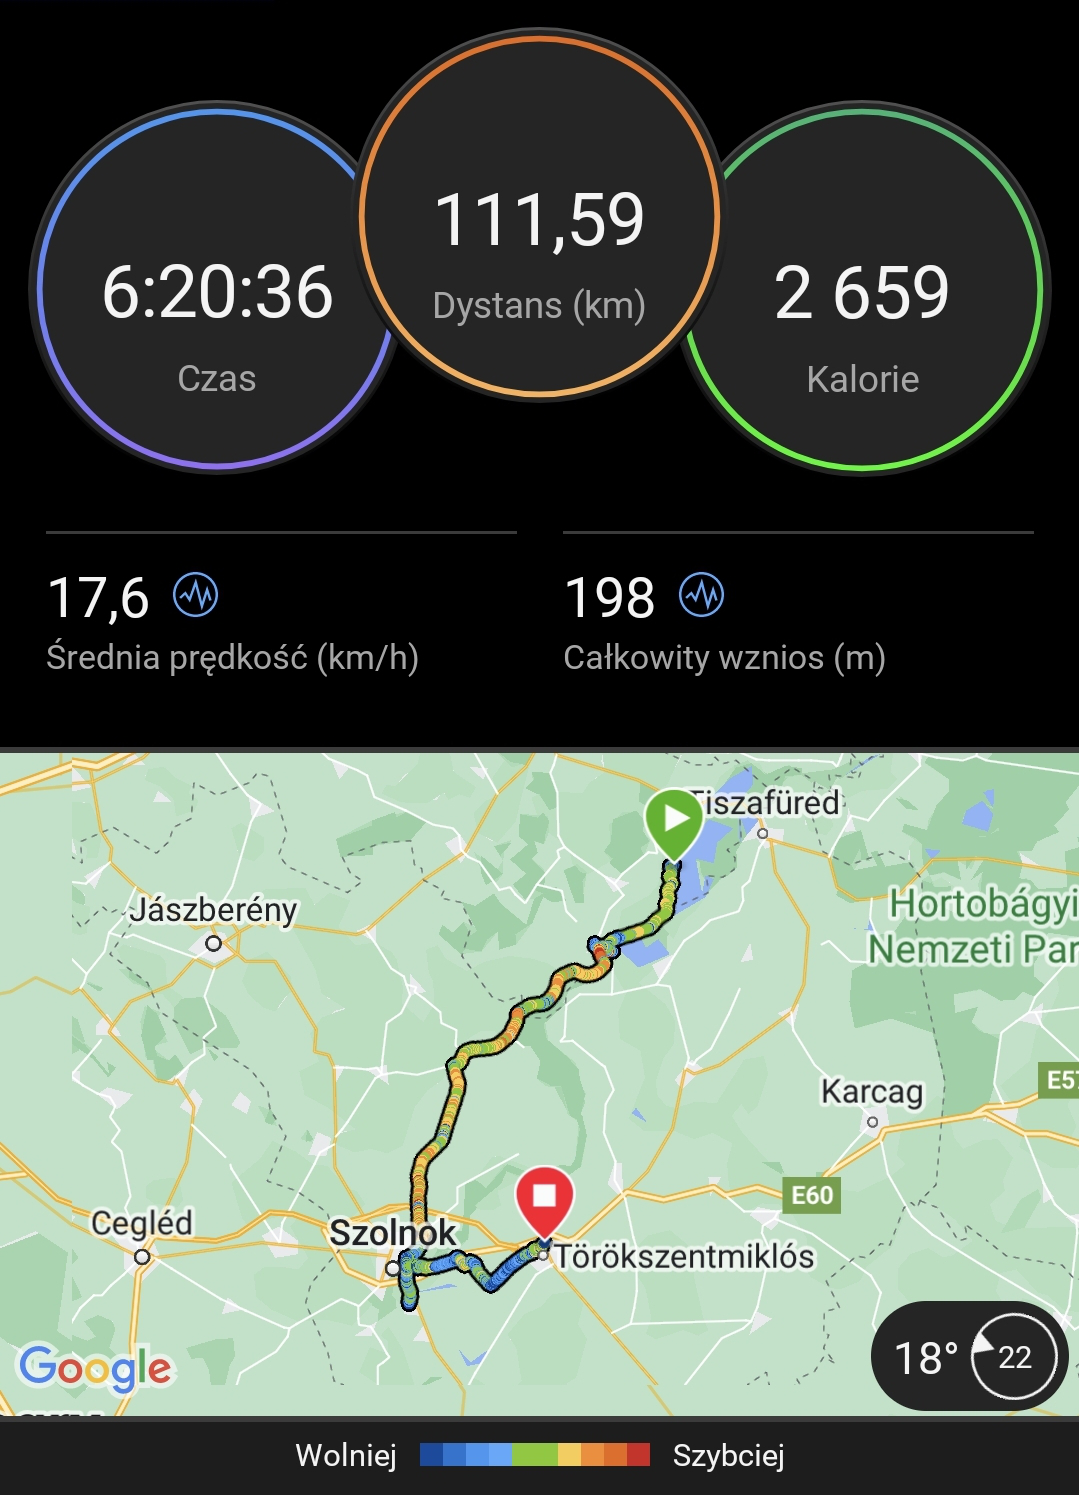 111,59
Dystans (km)
6:20:36
Czas
2 659
Kalorie
17,6
Średnia prędkość (km/h)
198
Całkowity wznios (m)
Tiszafüred
Jászberény
Hortobágyi
Nemzeti Par
E57
Karcag
E60
Cegléd
Szolnok
Törökszentmiklós
Google
18° 22
Wolniej Szybciej